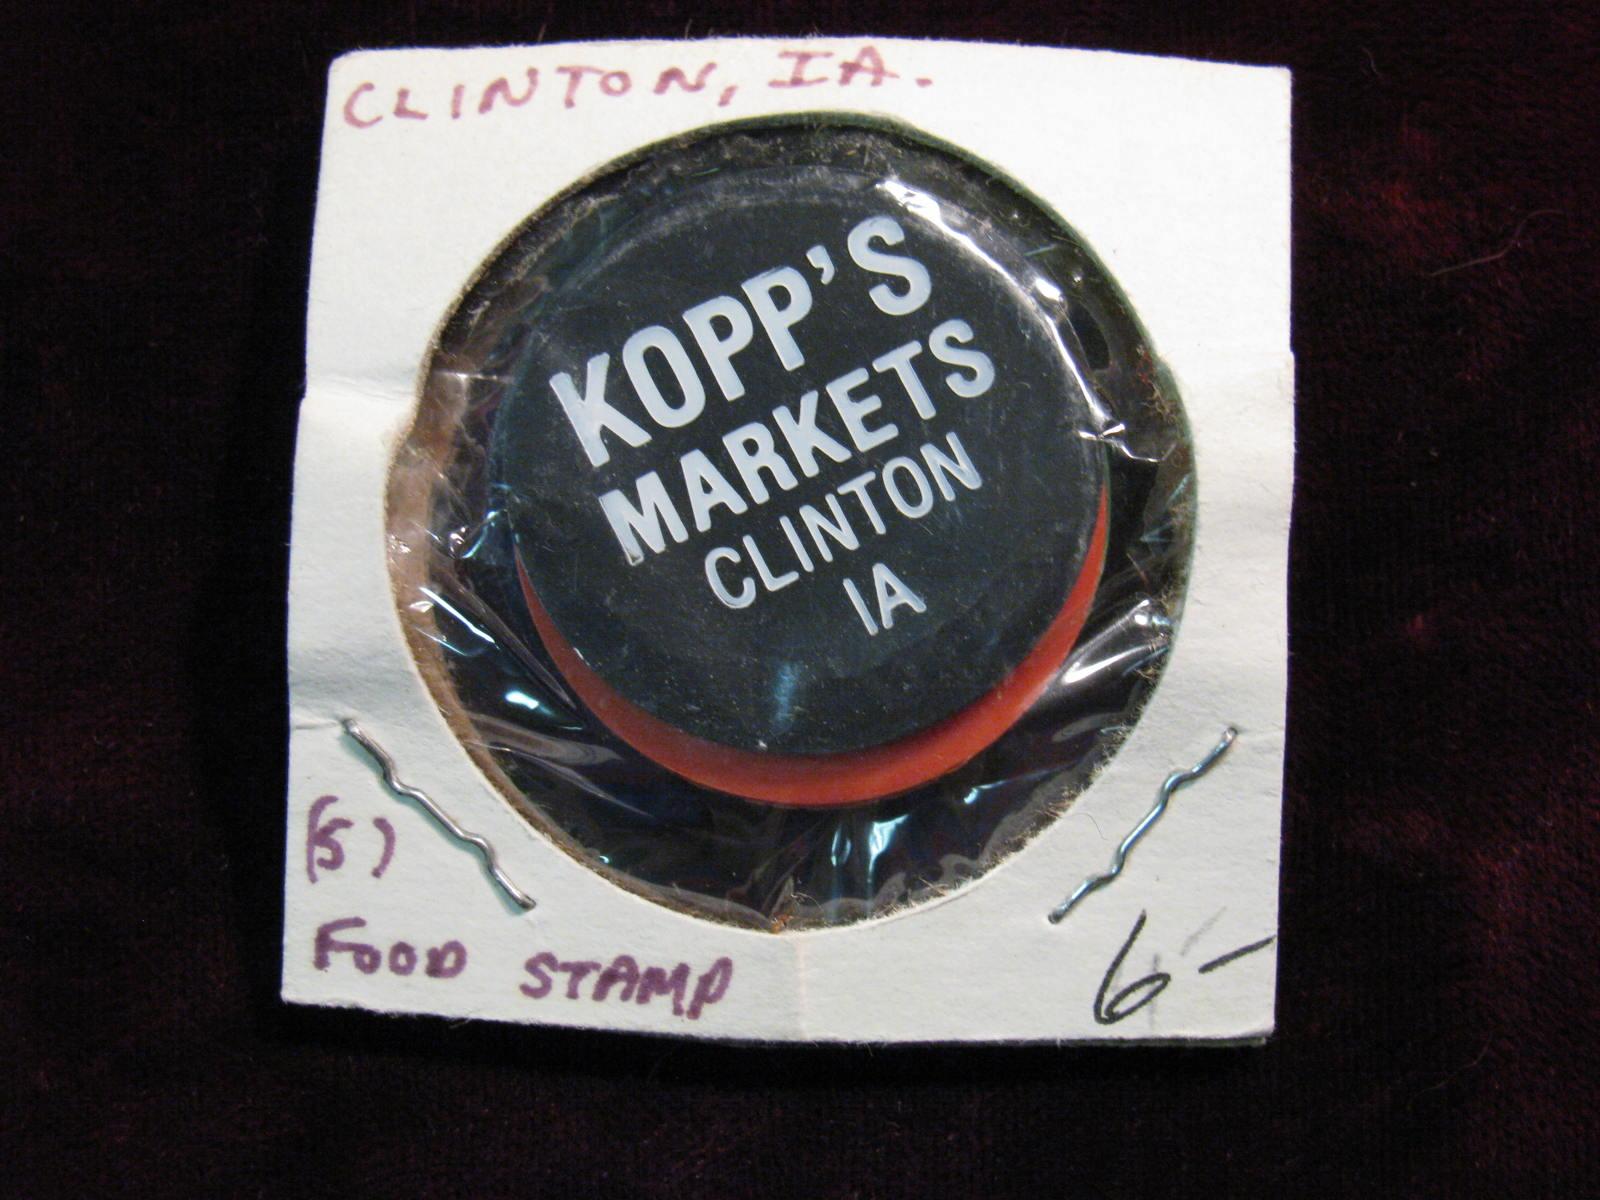 CLINTON, IA.
KOPP'S
MARKETS
CLINTON
IA
(5)
FOOD STAMP
6-